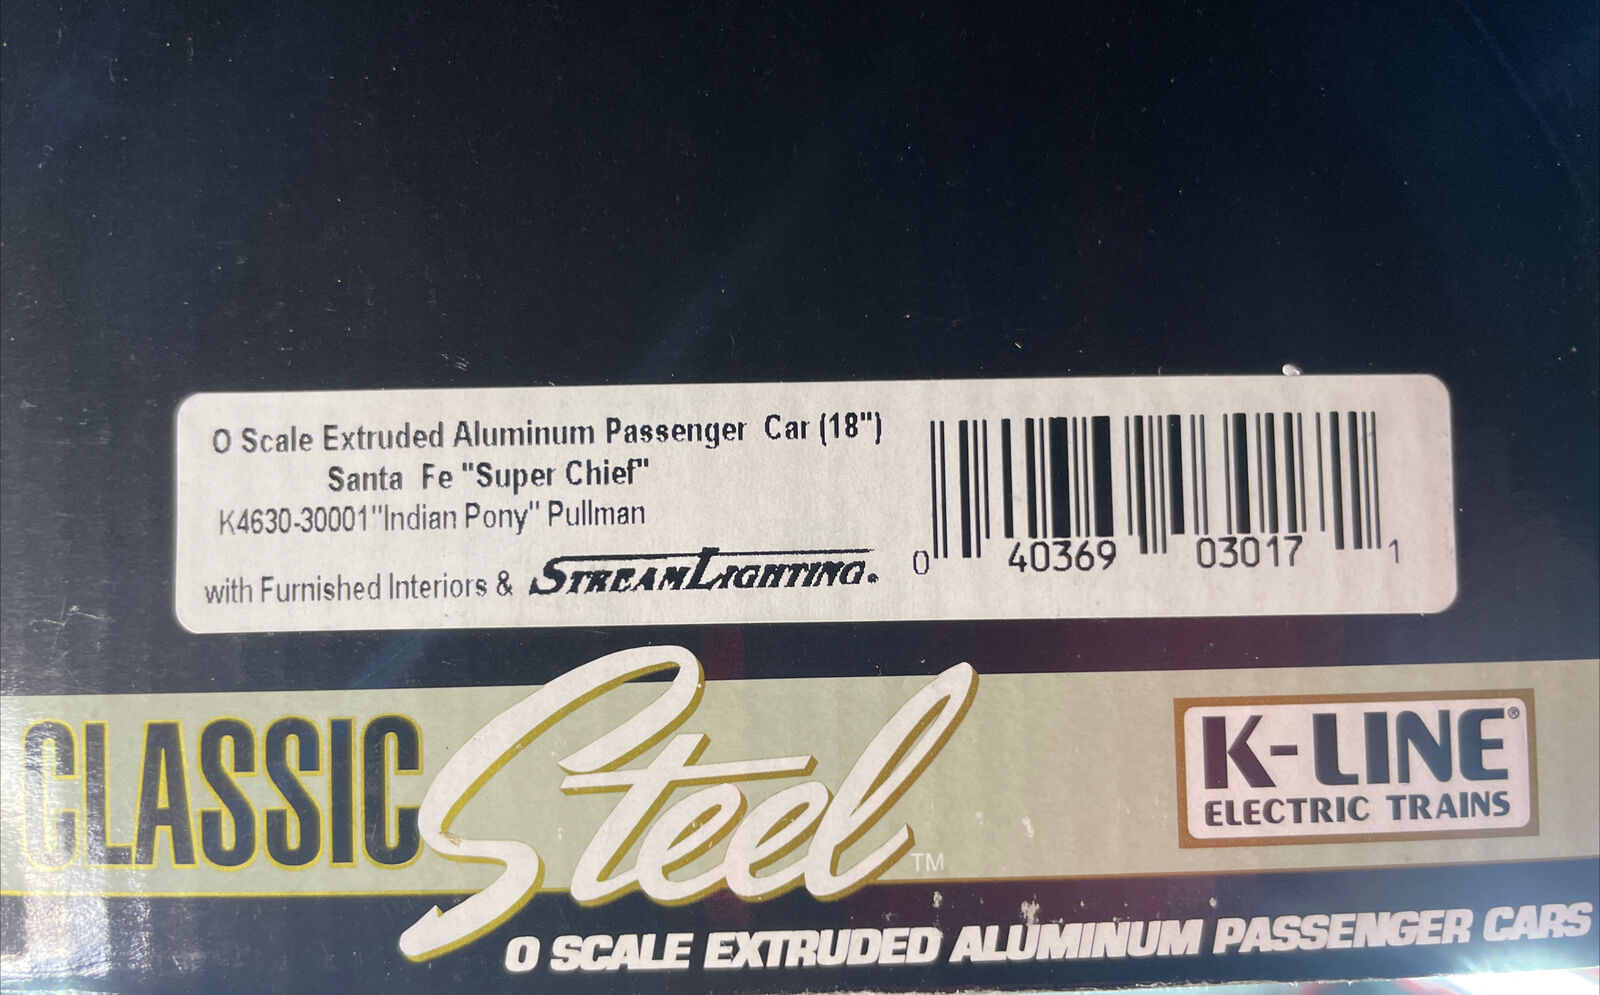 O Scale Extruded Aluminum Passenger Car (18")
Santa Fe "Super Chief"
K4630-30001"Indian Pony" Pullman
with Furnished Interiors & STREAMLIGHTING.
0 40369 03017 1
CLASSIC Steel™
K-LINE®
ELECTRIC TRAINS
O SCALE EXTRUDED ALUMINUM PASSENGER CARS